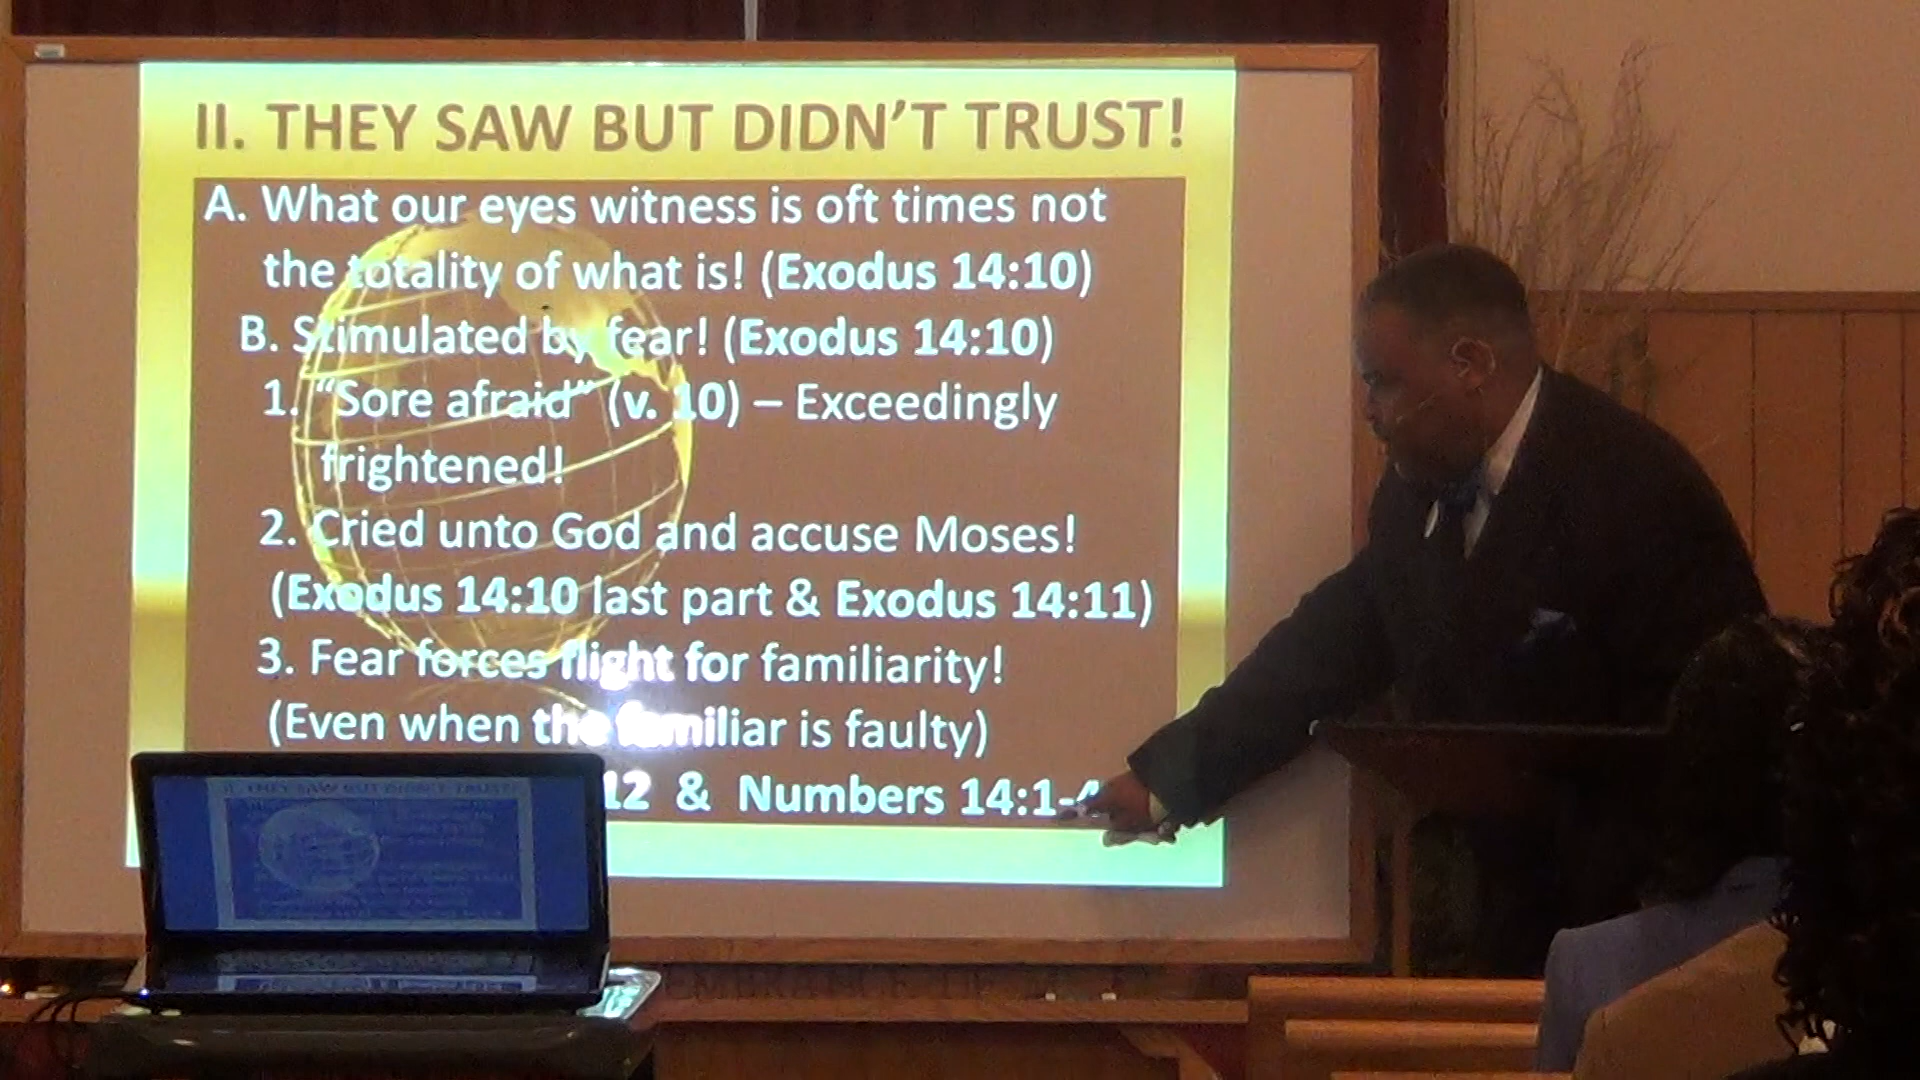 II. THEY SAW BUT DIDN’T TRUST!
A. What our eyes witness is oft times not
the totality of what is! (Exodus 14:10)
B. Stimulated by fear! (Exodus 14:10)
1. “Sore afraid” (v. 10) – Exceedingly
frightened!
2. Cried unto God and accuse Moses!
(Exodus 14:10 last part & Exodus 14:11)
3. Fear forces flight for familiarity!
(Even when the familiar is faulty)
12 & Numbers 14:1-4